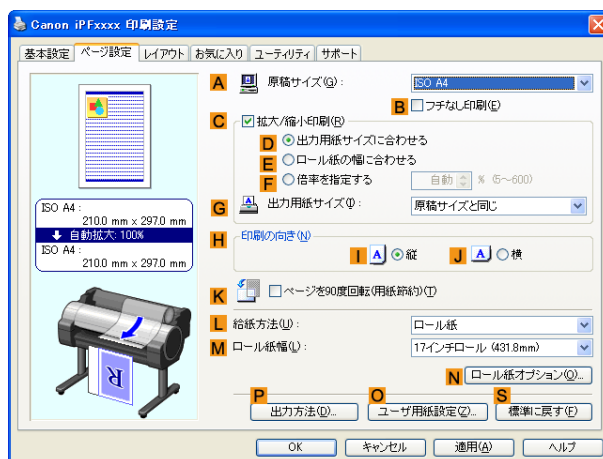 Canon iPFxxxx 印刷設定
基本設定 ページ設定 レイアウト お気に入り ユーティリティ サポート
A 原稿サイズ(G): ISO A4
B フチなし印刷(E)
C 拡大/縮小印刷(R)
D 出力用紙サイズに合わせる
E ロール紙の幅に合わせる
F 倍率を指定する 自動 % (5～600)
G 出力用紙サイズ(I): 原稿サイズと同じ
ISO A4 :
210.0 mm x 297.0 mm
自動拡大: 100%
ISO A4 :
210.0 mm x 297.0 mm
H 印刷の向き(N)
I A 縦 J A 横
K ページを90度回転(用紙節約)(T)
L 給紙方法(U): ロール紙
M ロール紙幅(L): 17インチロール (431.8mm)
R
N ロール紙オプション(Q)...
P O S
出力方法(D)... ユーザ用紙設定(Z)... 標準に戻す(F)
OK キャンセル 適用(A) ヘルプ